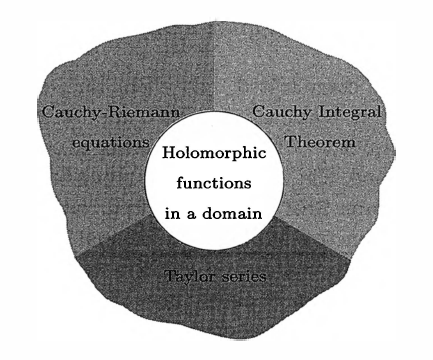 Cauchy-Riemann
equations
Cauchy Integral
Theorem
Holomorphic
functions
in a domain
Taylor series